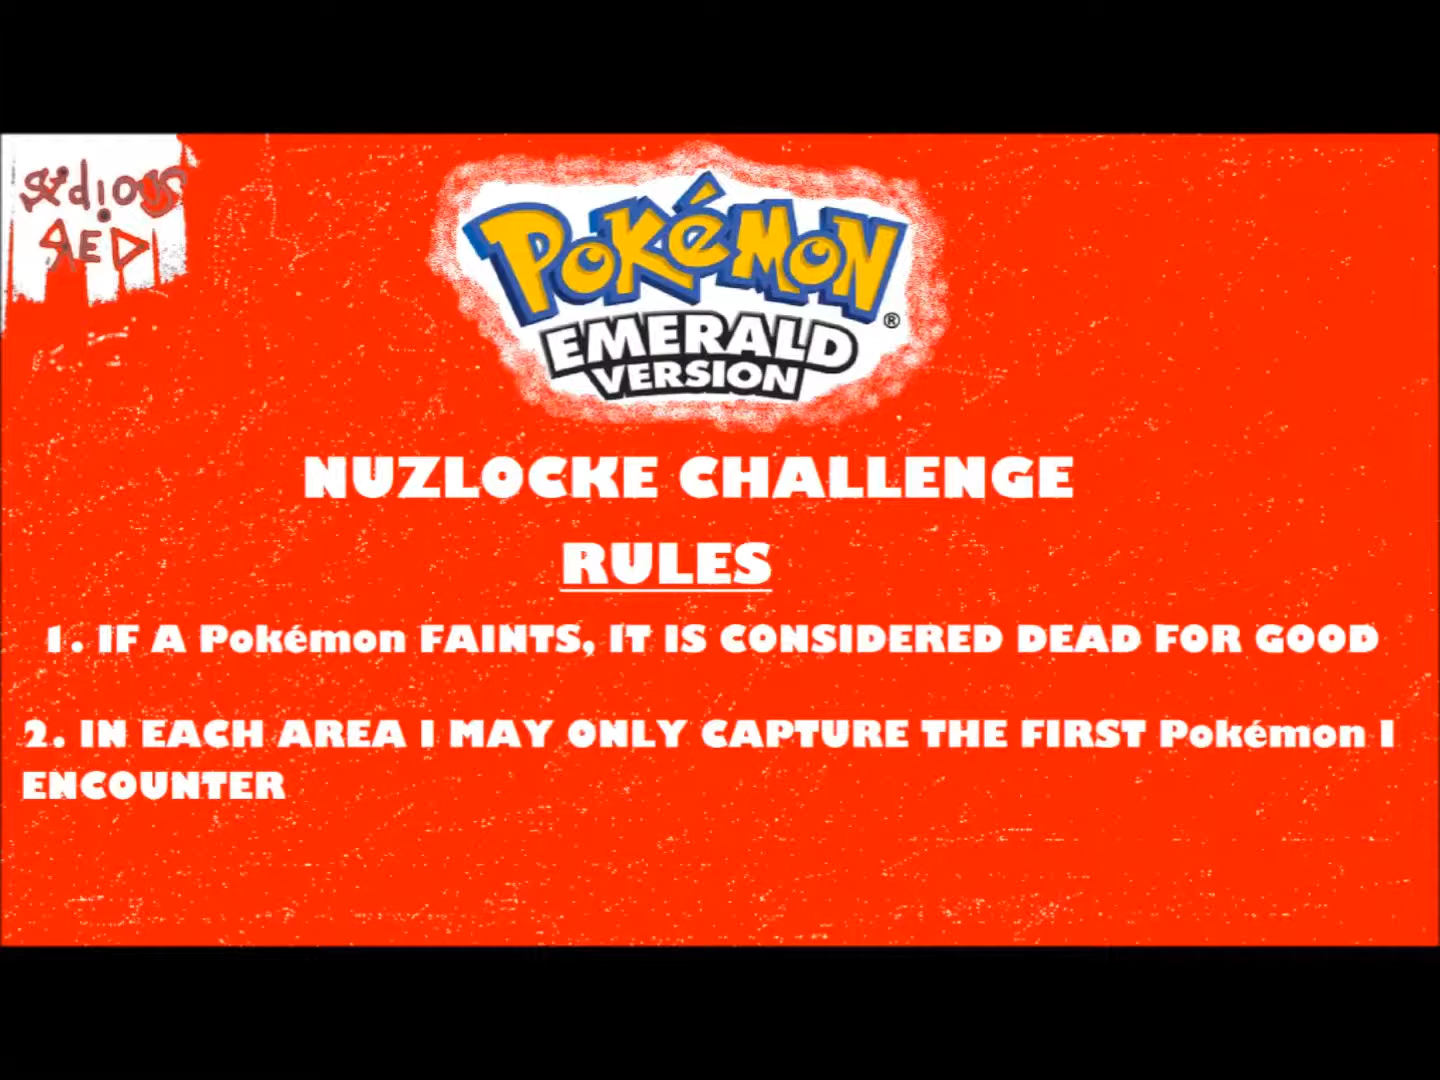 POKéMON
®
EMERALD
VERSION
NUZLOCKE CHALLENGE
RULES
1. IF A Pokémon FAINTS, IT IS CONSIDERED DEAD FOR GOOD
2. IN EACH AREA I MAY ONLY CAPTURE THE FIRST Pokémon I
ENCOUNTER